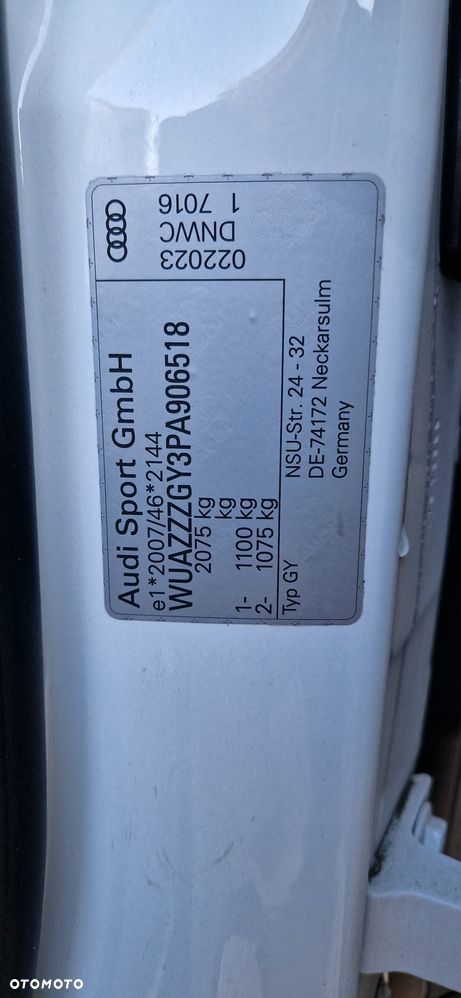 Audi Sport GmbH
e1*2007/46*2144
WUAZZZGY3PA906518
2075 kg
kg
1- 1100 kg
2- 1075 kg
Typ GY
NSU-Str. 24 - 32
DE-74172 Neckarsulm
Germany
022023
DNWC
1 7016
OTOMOTO